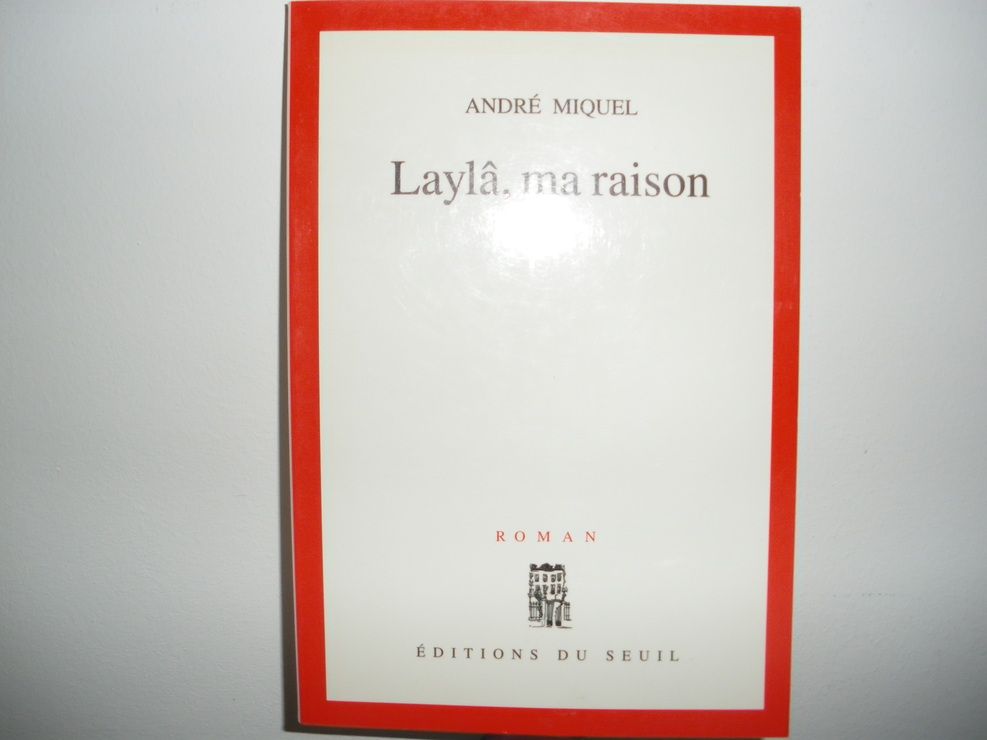 ANDRÉ MIQUEL
Laylâ, ma raison
ROMAN
ÉDITIONS DU SEUIL